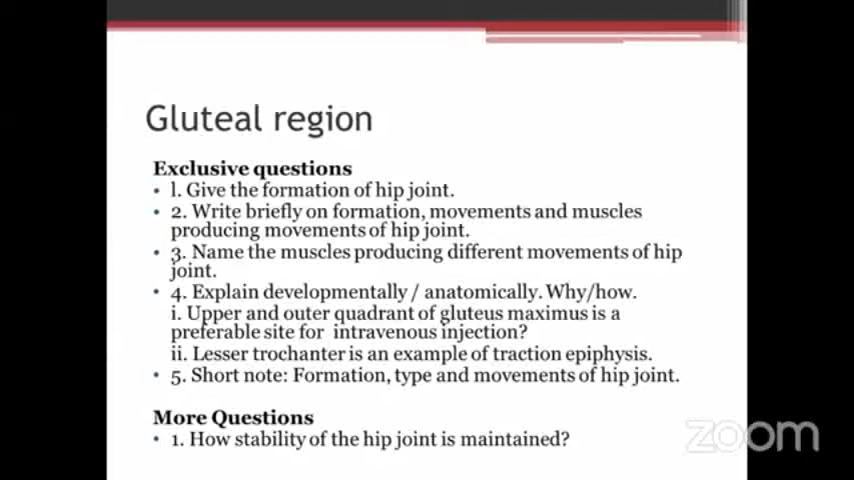 Gluteal region
Exclusive questions
• l. Give the formation of hip joint.
• 2. Write briefly on formation, movements and muscles
producing movements of hip joint.
• 3. Name the muscles producing different movements of hip
joint.
• 4. Explain developmentally / anatomically. Why/how.
i. Upper and outer quadrant of gluteus maximus is a
preferable site for intravenous injection?
ii. Lesser trochanter is an example of traction epiphysis.
• 5. Short note: Formation, type and movements of hip joint.
More Questions
• 1. How stability of the hip joint is maintained?
zoom